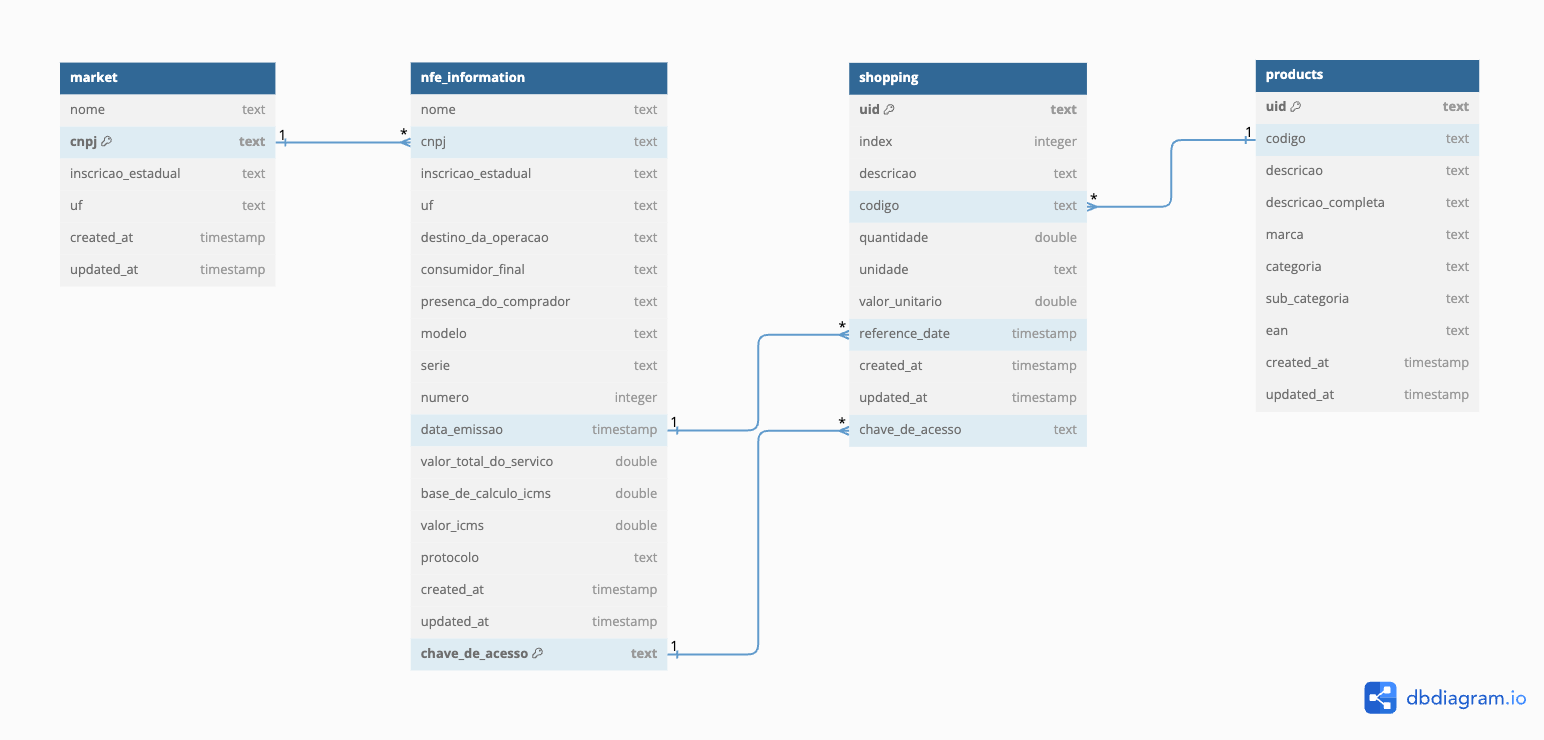 market
nome text
cnpj text
inscricao_estadual text
uf text
created_at timestamp
updated_at timestamp
1
*
nfe_information
nome text
cnpj text
inscricao_estadual text
uf text
destino_da_operacao text
consumidor_final text
presenca_do_comprador text
modelo text
serie text
numero integer
data_emissao timestamp
valor_total_do_servico double
base_de_calculo_icms double
valor_icms double
protocolo text
created_at timestamp
updated_at timestamp
chave_de_acesso text
1
*
1
*
shopping
uid text
index integer
descricao text
codigo text
quantidade double
unidade text
valor_unitario double
reference_date timestamp
created_at timestamp
updated_at timestamp
chave_de_acesso text
*
1
products
uid text
codigo text
descricao text
descricao_completa text
marca text
categoria text
sub_categoria text
ean text
created_at timestamp
updated_at timestamp
dbdiagram.io